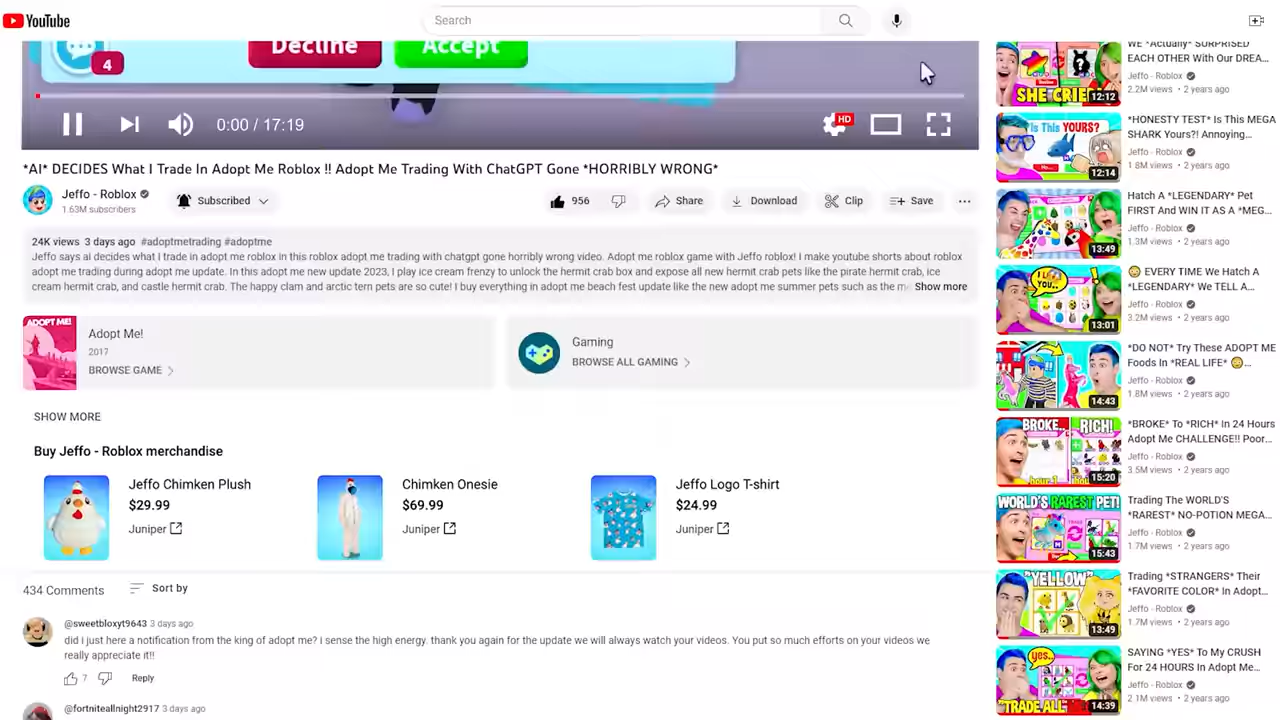 YouTube
Search
4
Decline
Accept
0:00 / 17:19
HD
*AI* DECIDES What I Trade In Adopt Me Roblox !! Adopt Me Trading With ChatGPT Gone *HORRIBLY WRONG*
Jeffo - Roblox
1.63M subscribers
Subscribed
956
Share
Download
Clip
Save
24K views 3 days ago #adoptmetrading #adoptme
Jeffo says aI decides what I trade in adopt me roblox in this roblox adopt me trading with chatgpt gone horribly wrong video. Adopt me roblox game with Jeffo roblox! I make youtube shorts about roblox
adopt me trading during adopt me update. In this adopt me new update 2023, I play ice cream frenzy to unlock the hermit crab box and expose all new hermit crab pets like the pirate hermit crab, ice
cream hermit crab, and castle hermit crab. The happy clam and arctic tern pets are so cute! I buy everything in adopt me beach fest update like the new adopt me summer pets such as the me Show more
ADOPT ME!
Adopt Me!
2017
BROWSE GAME
Gaming
BROWSE ALL GAMING
SHOW MORE
Buy Jeffo - Roblox merchandise
Jeffo Chimken Plush
$29.99
Juniper
Chimken Onesie
$69.99
Juniper
Jeffo Logo T-shirt
$24.99
Juniper
434 Comments
Sort by
@sweetbloxyt9643 3 days ago
did i just here a notification from the king of adopt me? i sense the high energy. thank you again for the update we will always watch your videos. You put so much efforts on your videos we
really appreciate it!!
7
Reply
@fortniteallnight2917 3 days ago
SHE CRIED
12:12
WE *Actually* SURPRISED
EACH OTHER With Our DREA...
Jeffo - Roblox
2.2M views • 2 years ago
Is This YOURS?
12:14
*HONESTY TEST* Is This MEGA
SHARK Yours?! Annoying...
Jeffo - Roblox
1.8M views • 2 years ago
13:49
Hatch A *LEGENDARY* Pet
FIRST And WIN IT AS A *MEG...
Jeffo - Roblox
1.3M views • 2 years ago
YOU..
13:01
EVERY TIME We Hatch A
*LEGENDARY* We TELL A...
Jeffo - Roblox
3.2M views • 2 years ago
14:43
*DO NOT* Try These ADOPT ME
Foods In *REAL LIFE* ...
Jeffo - Roblox
1.8M views • 2 years ago
BROKE..
RICH!
15:20
*BROKE* To *RICH* In 24 Hours
Adopt Me CHALLENGE!! Poor...
Jeffo - Roblox
3.5M views • 2 years ago
WORLD'S RAREST PET!
15:43
Trading The WORLD'S
*RAREST* NO-POTION MEGA...
Jeffo - Roblox
1.7M views • 2 years ago
"YELLOW"
13:49
Trading *STRANGERS* Their
*FAVORITE COLOR* In Adopt...
Jeffo - Roblox
1.7M views • 2 years ago
yes..
"TRADE ALL"
14:39
SAYING *YES* To My CRUSH
For 24 HOURS In Adopt Me...
Jeffo - Roblox
2.1M views • 2 years ago